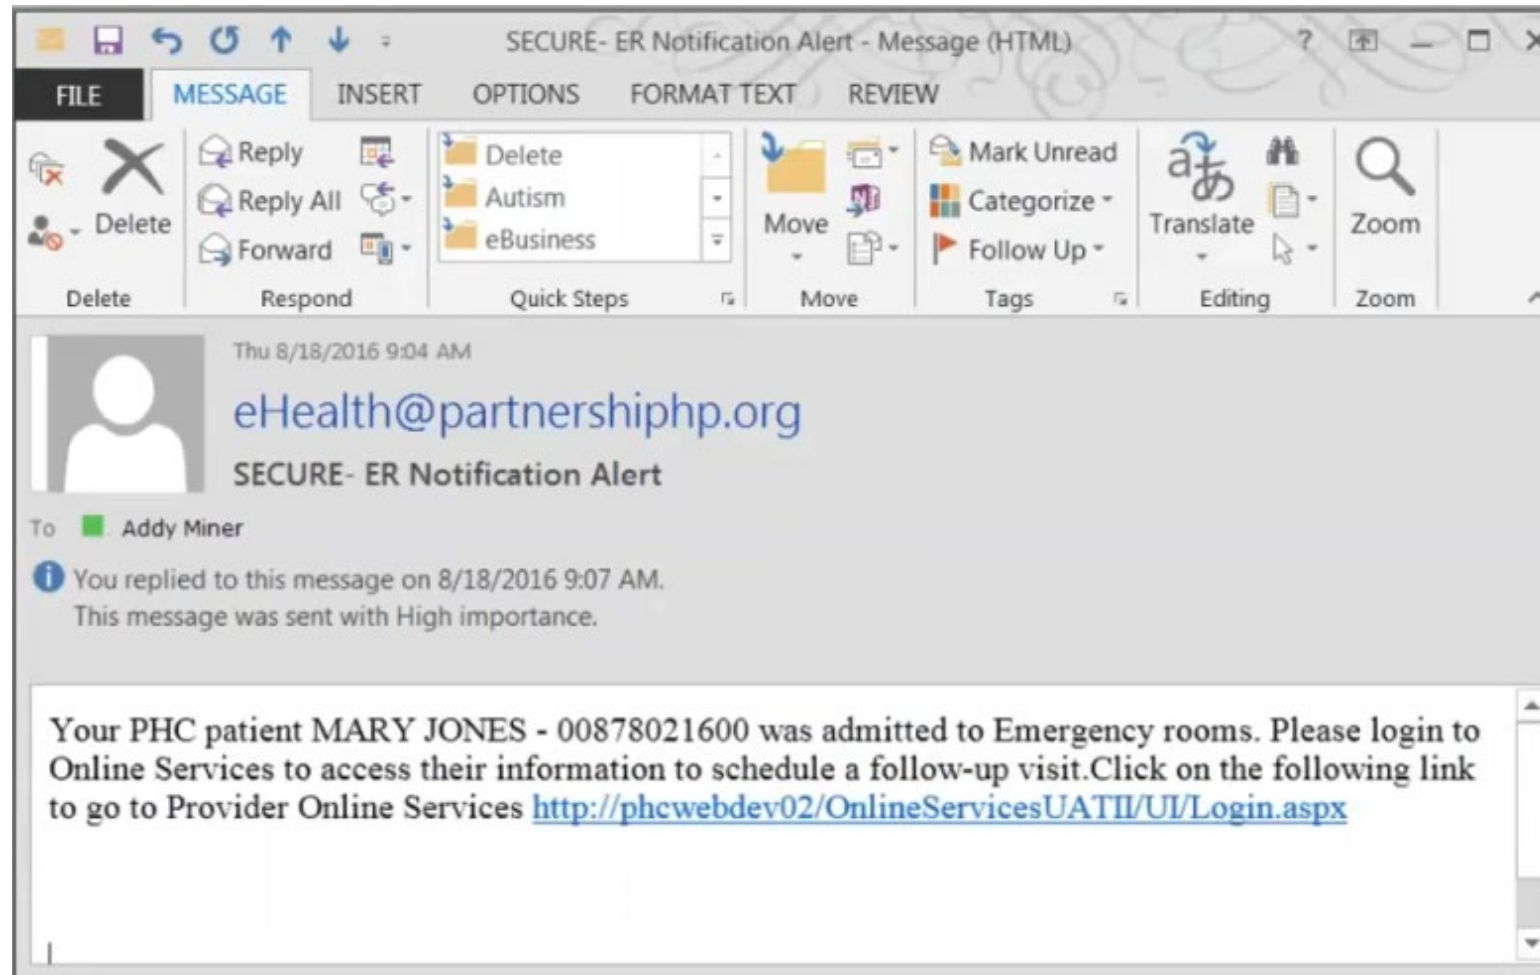 SECURE- ER Notification Alert - Message (HTML)
?
FILE MESSAGE INSERT OPTIONS FORMAT TEXT REVIEW
Delete
Reply
Reply All
Forward
Delete
Autism
eBusiness
Move
Mark Unread
Categorize
Follow Up
Translate
Zoom
Delete Respond Quick Steps Move Tags Editing Zoom
Thu 8/18/2016 9:04 AM
eHealth@partnershiphp.org
SECURE- ER Notification Alert
To Addy Miner
You replied to this message on 8/18/2016 9:07 AM.
This message was sent with High importance.
Your PHC patient MARY JONES - 00878021600 was admitted to Emergency rooms. Please login to
Online Services to access their information to schedule a follow-up visit.Click on the following link
to go to Provider Online Services http://phcwebdev02/OnlineServicesUATII/UI/Login.aspx